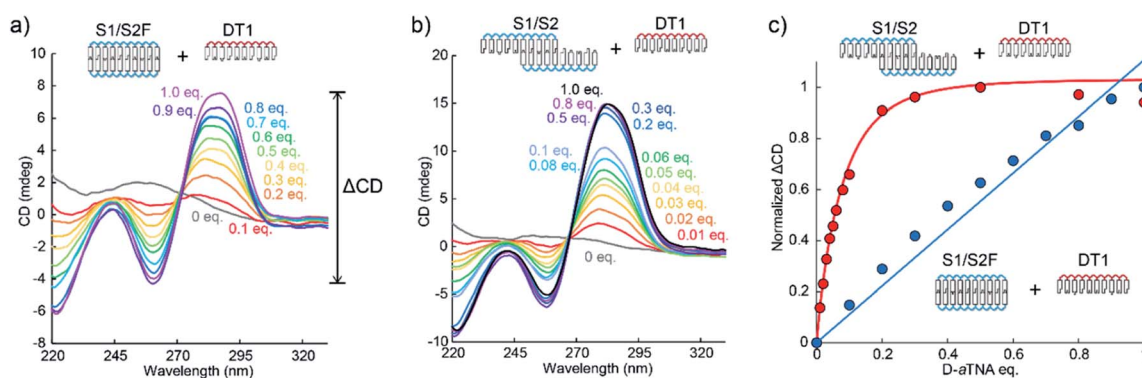 a)
S1/S2F
DT1
+
10
8
6
4
2
0
-2
-4
-6
-8
CD (mdeg)
1.0 eq.
0.9 eq.
0.8 eq.
0.7 eq.
0.6 eq.
0.5 eq.
0.4 eq.
0.3 eq.
0.2 eq.
0 eq.
0.1 eq.
ΔCD
220 245 270 295 320
Wavelength (nm)
b)
S1/S2
DT1
+
20
15
10
5
0
-5
-10
CD (mdeg)
1.0 eq.
0.8 eq.
0.5 eq.
0.3 eq.
0.2 eq.
0.1 eq.
0.08 eq.
0.06 eq.
0.05 eq.
0.04 eq.
0.03 eq.
0.02 eq.
0.01 eq.
0 eq.
220 245 270 295 320
Wavelength (nm)
c)
S1/S2
DT1
+
1
0.8
0.6
0.4
0.2
0
Normalized ΔCD
S1/S2F
DT1
+
0 0.2 0.4 0.6 0.8
D-aTNA eq.